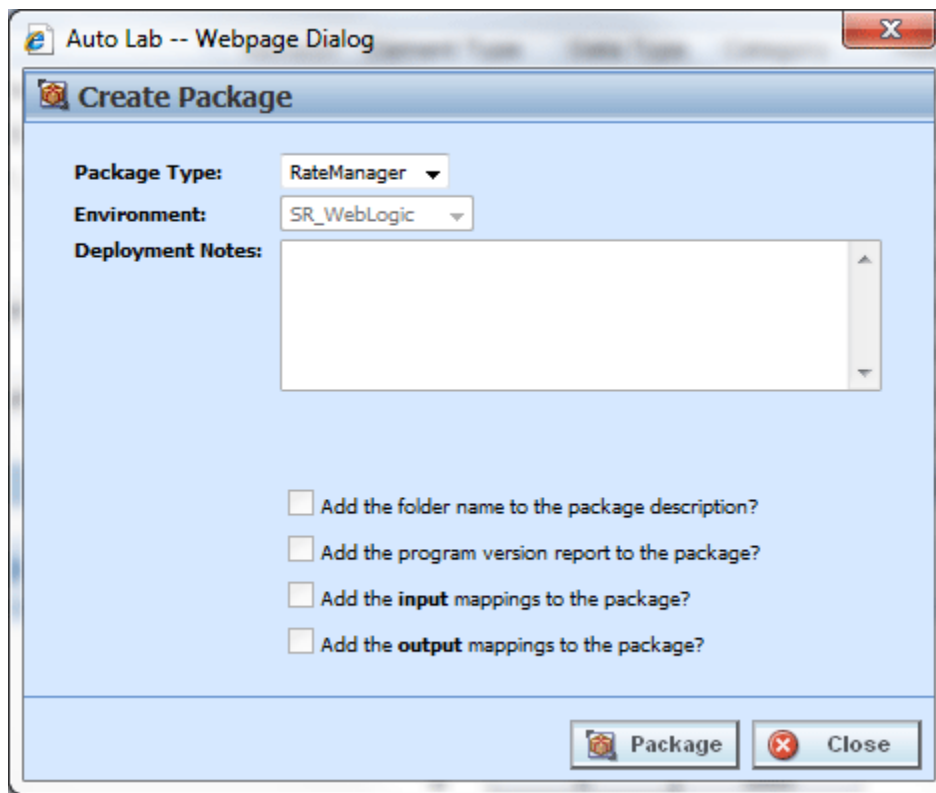 Auto Lab -- Webpage Dialog
Create Package
Package Type: RateManager
Environment: SR_WebLogic
Deployment Notes:
Add the folder name to the package description?
Add the program version report to the package?
Add the input mappings to the package?
Add the output mappings to the package?
Package Close